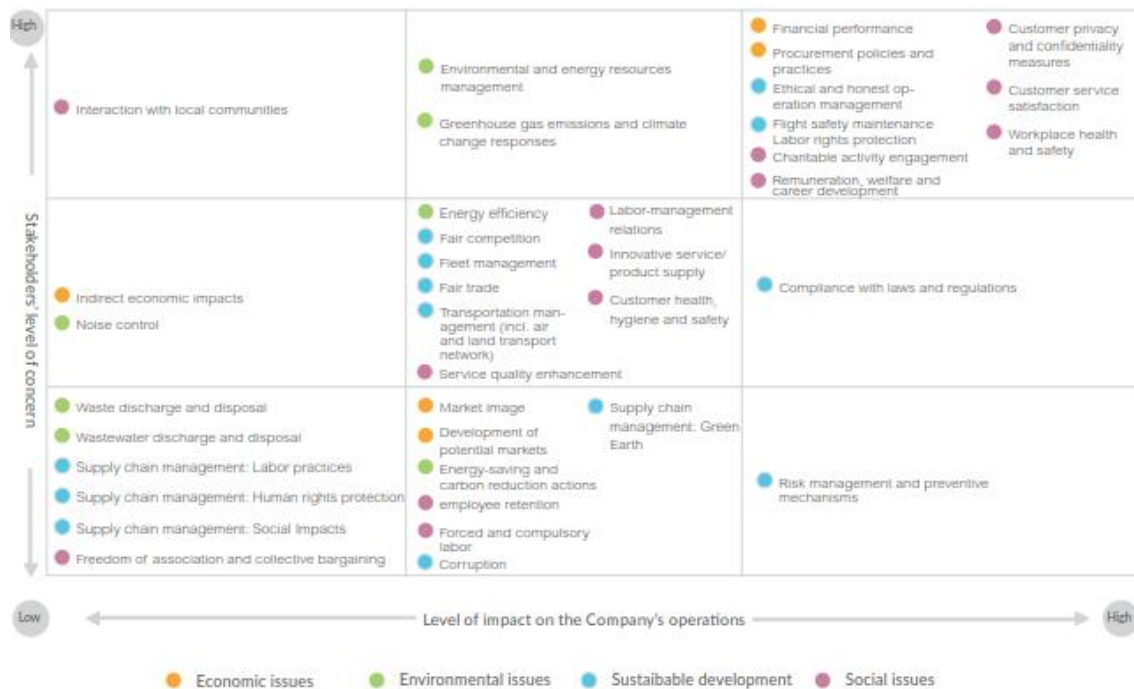 High
Stakeholders' level of concern
Interaction with local communities
Environmental and energy resources
management
Greenhouse gas emissions and climate
change responses
Financial performance
Procurement policies and
practices
Ethical and honest op-
eration management
Flight safety maintenance
Labor rights protection
Charitable activity engagement
Remuneration, welfare and
career development
Customer privacy
and confidentiality
measures
Customer service
satisfaction
Workplace health
and safety
Indirect economic impacts
Noise control
Energy efficiency
Fair competition
Fleet management
Fair trade
Transportation man-
agement (incl. air
and land transport
network)
Service quality enhancement
Labor-management
relations
Innovative service/
product supply
Customer health,
hygiene and safety
Compliance with laws and regulations
Waste discharge and disposal
Wastewater discharge and disposal
Supply chain management: Labor practices
Supply chain management: Human rights protection
Supply chain management: Social Impacts
Freedom of association and collective bargaining
Market image
Development of
potential markets
Energy-saving and
carbon reduction actions
employee retention
Forced and compulsory
labor
Corruption
Supply chain
management: Green
Earth
Risk management and preventive
mechanisms
Low
Level of impact on the Company's operations
High
Economic issues
Environmental issues
Sustaibable development
Social issues